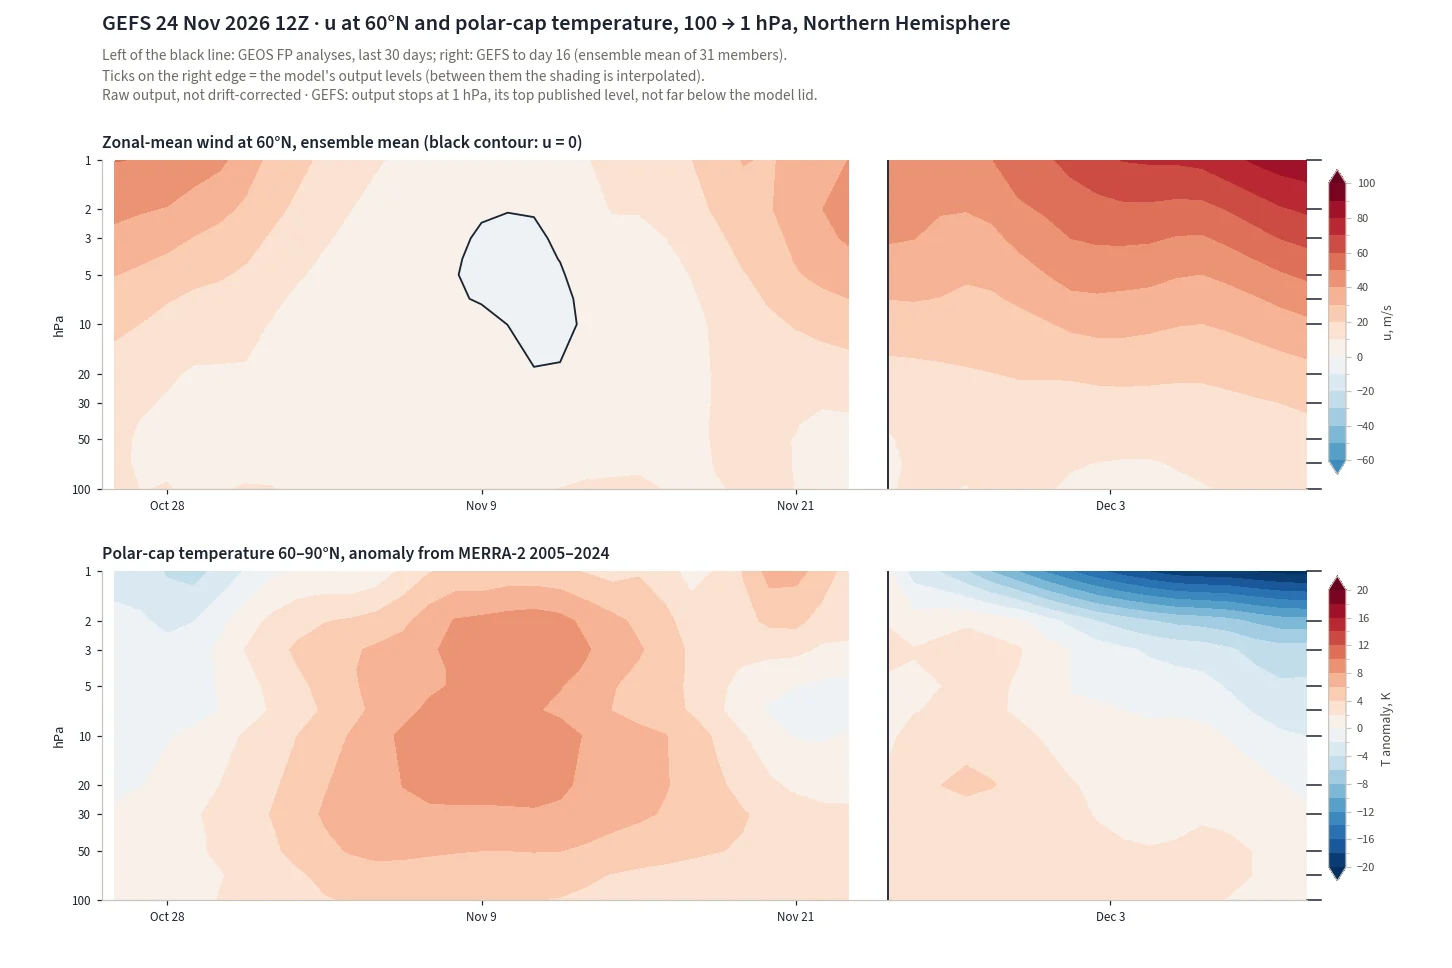 GEFS 24 Nov 2026 12Z · u at 60°N and polar-cap temperature, 100 → 1 hPa, Northern Hemisphere
Left of the black line: GEOS FP analyses, last 30 days; right: GEFS to day 16 (ensemble mean of 31 members).
Ticks on the right edge = the model's output levels (between them the shading is interpolated).
Raw output, not drift-corrected · GEFS: output stops at 1 hPa, its top published level, not far below the model lid.
Zonal-mean wind at 60°N, ensemble mean (black contour: u = 0)
1
2
3
5
10
20
30
50
100
hPa
Oct 28
Nov 9
Nov 21
Dec 3
100
80
60
40
20
0
−20
−40
−60
u, m/s
Polar-cap temperature 60–90°N, anomaly from MERRA-2 2005–2024
1
2
3
5
10
20
30
50
100
hPa
Oct 28
Nov 9
Nov 21
Dec 3
20
16
12
8
4
0
−4
−8
−12
−16
−20
T anomaly, K